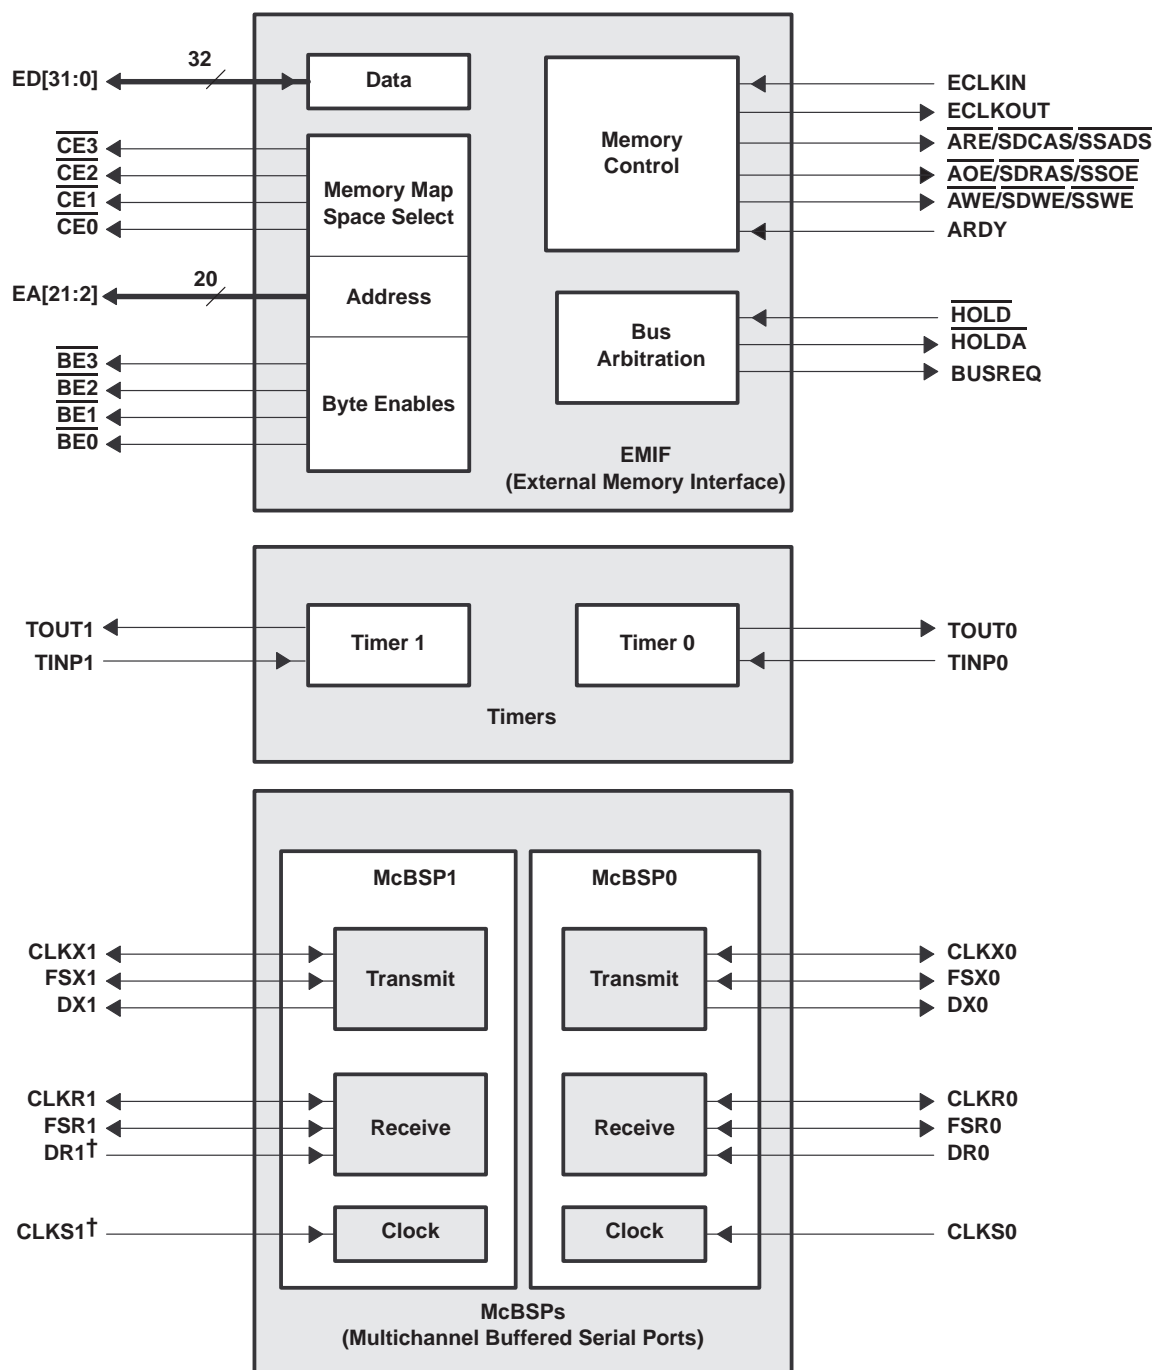 32
ED[31:0]
Data
CE3
CE2
CE1
CE0
Memory Map
Space Select
20
EA[21:2]
Address
BE3
BE2
BE1
BE0
Byte Enables
Memory
Control
ECLKIN
ECLKOUT
ARE/SDCAS/SSADS
AOE/SDRAS/SSOE
AWE/SDWE/SSWE
ARDY
Bus
Arbitration
HOLD
HOLDA
BUSREQ
EMIF
(External Memory Interface)
TOUT1
TINP1
Timer 1
Timer 0
TOUT0
TINP0
Timers
McBSP1
McBSP0
CLKX1
FSX1
DX1
Transmit
Transmit
CLKX0
FSX0
DX0
CLKR1
FSR1
DR1†
Receive
Receive
CLKR0
FSR0
DR0
CLKS1†
Clock
Clock
CLKS0
McBSPs
(Multichannel Buffered Serial Ports)